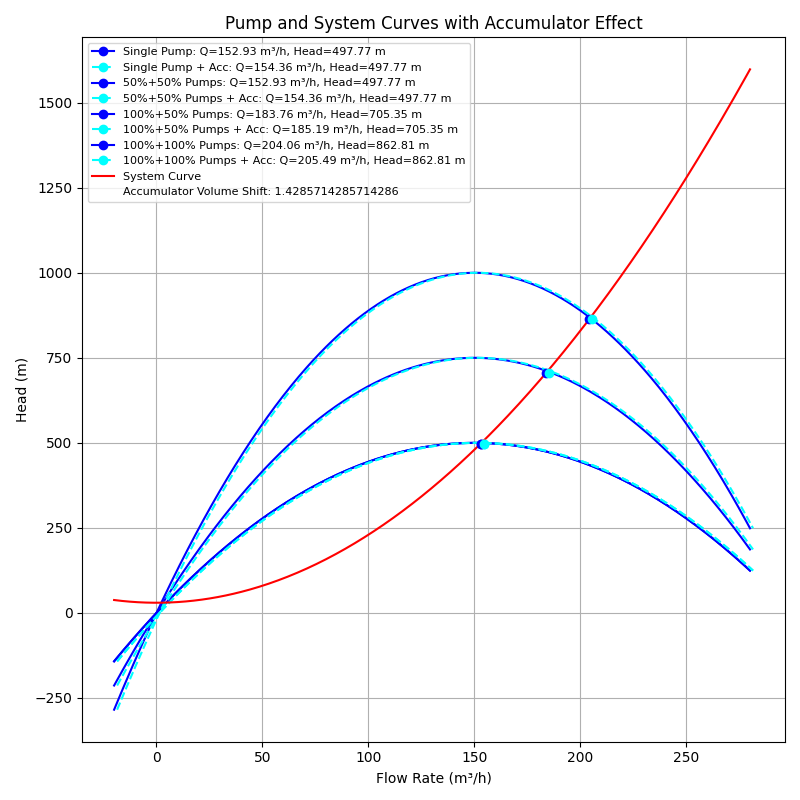 Pump and System Curves with Accumulator Effect
Single Pump: Q=152.93 m³/h, Head=497.77 m
Single Pump + Acc: Q=154.36 m³/h, Head=497.77 m
50%+50% Pumps: Q=152.93 m³/h, Head=497.77 m
50%+50% Pumps + Acc: Q=154.36 m³/h, Head=497.77 m
100%+50% Pumps: Q=183.76 m³/h, Head=705.35 m
100%+50% Pumps + Acc: Q=185.19 m³/h, Head=705.35 m
100%+100% Pumps: Q=204.06 m³/h, Head=862.81 m
100%+100% Pumps + Acc: Q=205.49 m³/h, Head=862.81 m
System Curve
Accumulator Volume Shift: 1.4285714285714286
Head (m)
1500
1250
1000
750
500
250
0
−250
0 50 100 150 200 250
Flow Rate (m³/h)